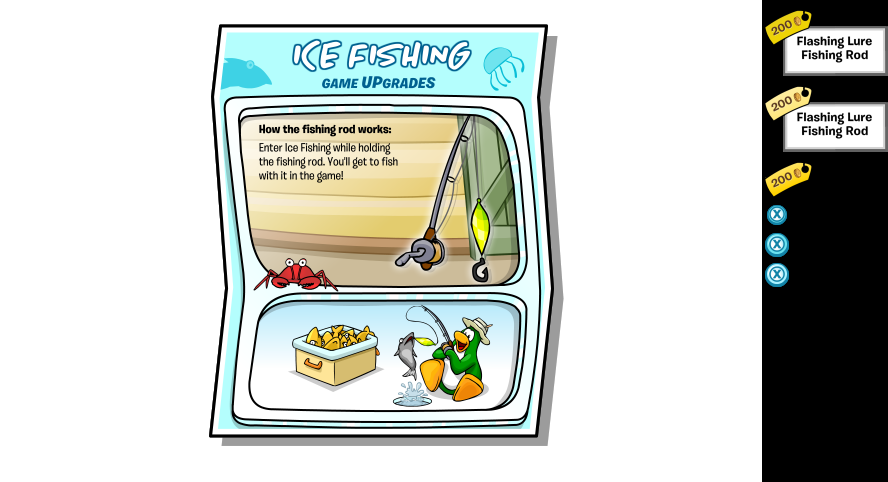 ICE FISHING
GAME UPGRADES
How the fishing rod works:
Enter Ice Fishing while holding
the fishing rod. You'll get to fish
with it in the game!
200
Flashing Lure
Fishing Rod
200
Flashing Lure
Fishing Rod
200
X
X
X